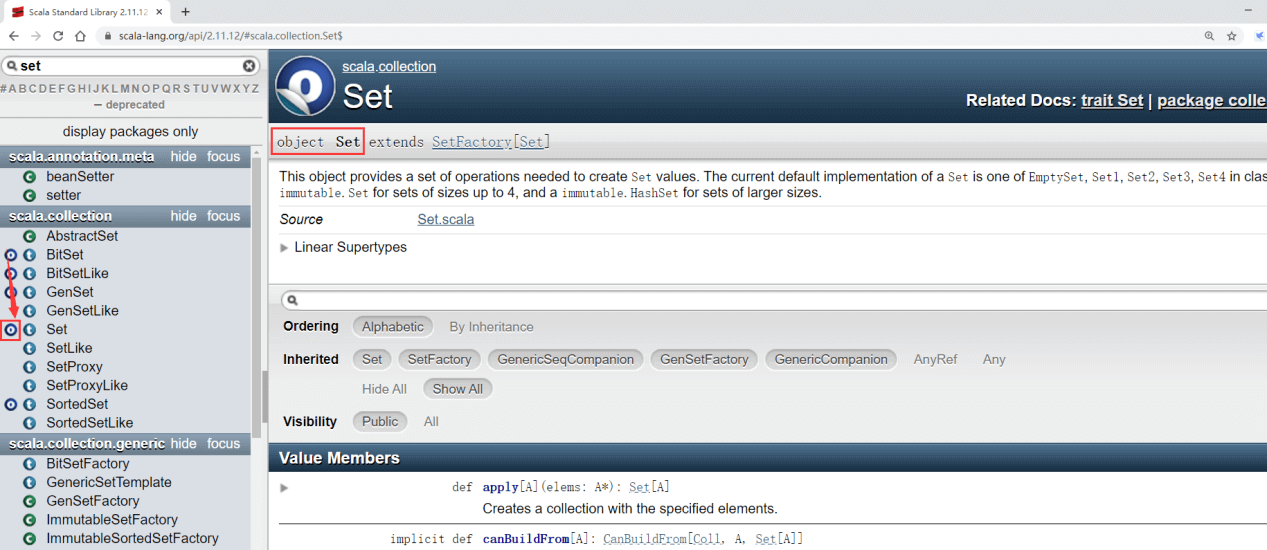 Scala Standard Library 2.11.12
scala-lang.org/api/2.11.12/#scala.collection.Set$
set
#ABCDEFGHIJKLMNOPQRSTUVWXYZ
– deprecated
display packages only
scala.annotation.meta hide focus
beanSetter
setter
scala.collection hide focus
AbstractSet
BitSet
BitSetLike
GenSet
GenSetLike
Set
SetLike
SetProxy
SetProxyLike
SortedSet
SortedSetLike
scala.collection.generic hide focus
BitSetFactory
GenericSetTemplate
GenSetFactory
ImmutableSetFactory
ImmutableSortedSetFactory
scala.collection
Set
Related Docs: trait Set | package colle
object Set extends SetFactory[Set]
This object provides a set of operations needed to create Set values. The current default implementation of a Set is one of EmptySet, Set1, Set2, Set3, Set4 in clas
immutable.Set for sets of sizes up to 4, and a immutable.HashSet for sets of larger sizes.
Source Set.scala
Linear Supertypes
Ordering Alphabetic By Inheritance
Inherited Set SetFactory GenericSeqCompanion GenSetFactory GenericCompanion AnyRef Any
Hide All Show All
Visibility Public All
Value Members
def apply[A](elems: A*): Set[A]
Creates a collection with the specified elements.
implicit def canBuildFrom[A]: CanBuildFrom[Coll, A, Set[A]]